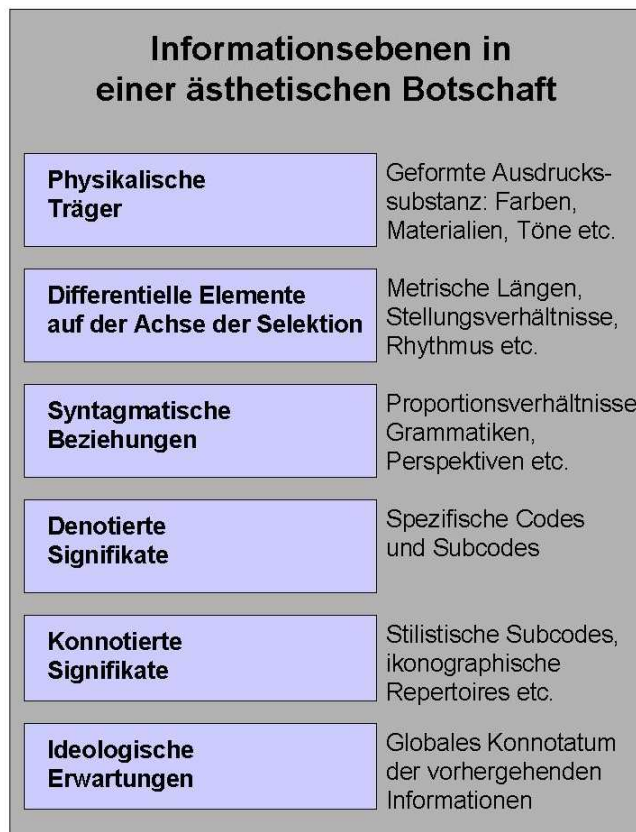 Informationsebenen in
einer ästhetischen Botschaft
Physikalische
Träger
Geformte Ausdrucks-
substanz: Farben,
Materialien, Töne etc.
Differentielle Elemente
auf der Achse der Selektion
Metrische Längen,
Stellungsverhältnisse,
Rhythmus etc.
Syntagmatische
Beziehungen
Proportionsverhältnisse
Grammatiken,
Perspektiven etc.
Denotierte
Signifikate
Spezifische Codes
und Subcodes
Konnotierte
Signifikate
Stilistische Subcodes,
ikonographische
Repertoires etc.
Ideologische
Erwartungen
Globales Konnotatum
der vorhergehenden
Informationen